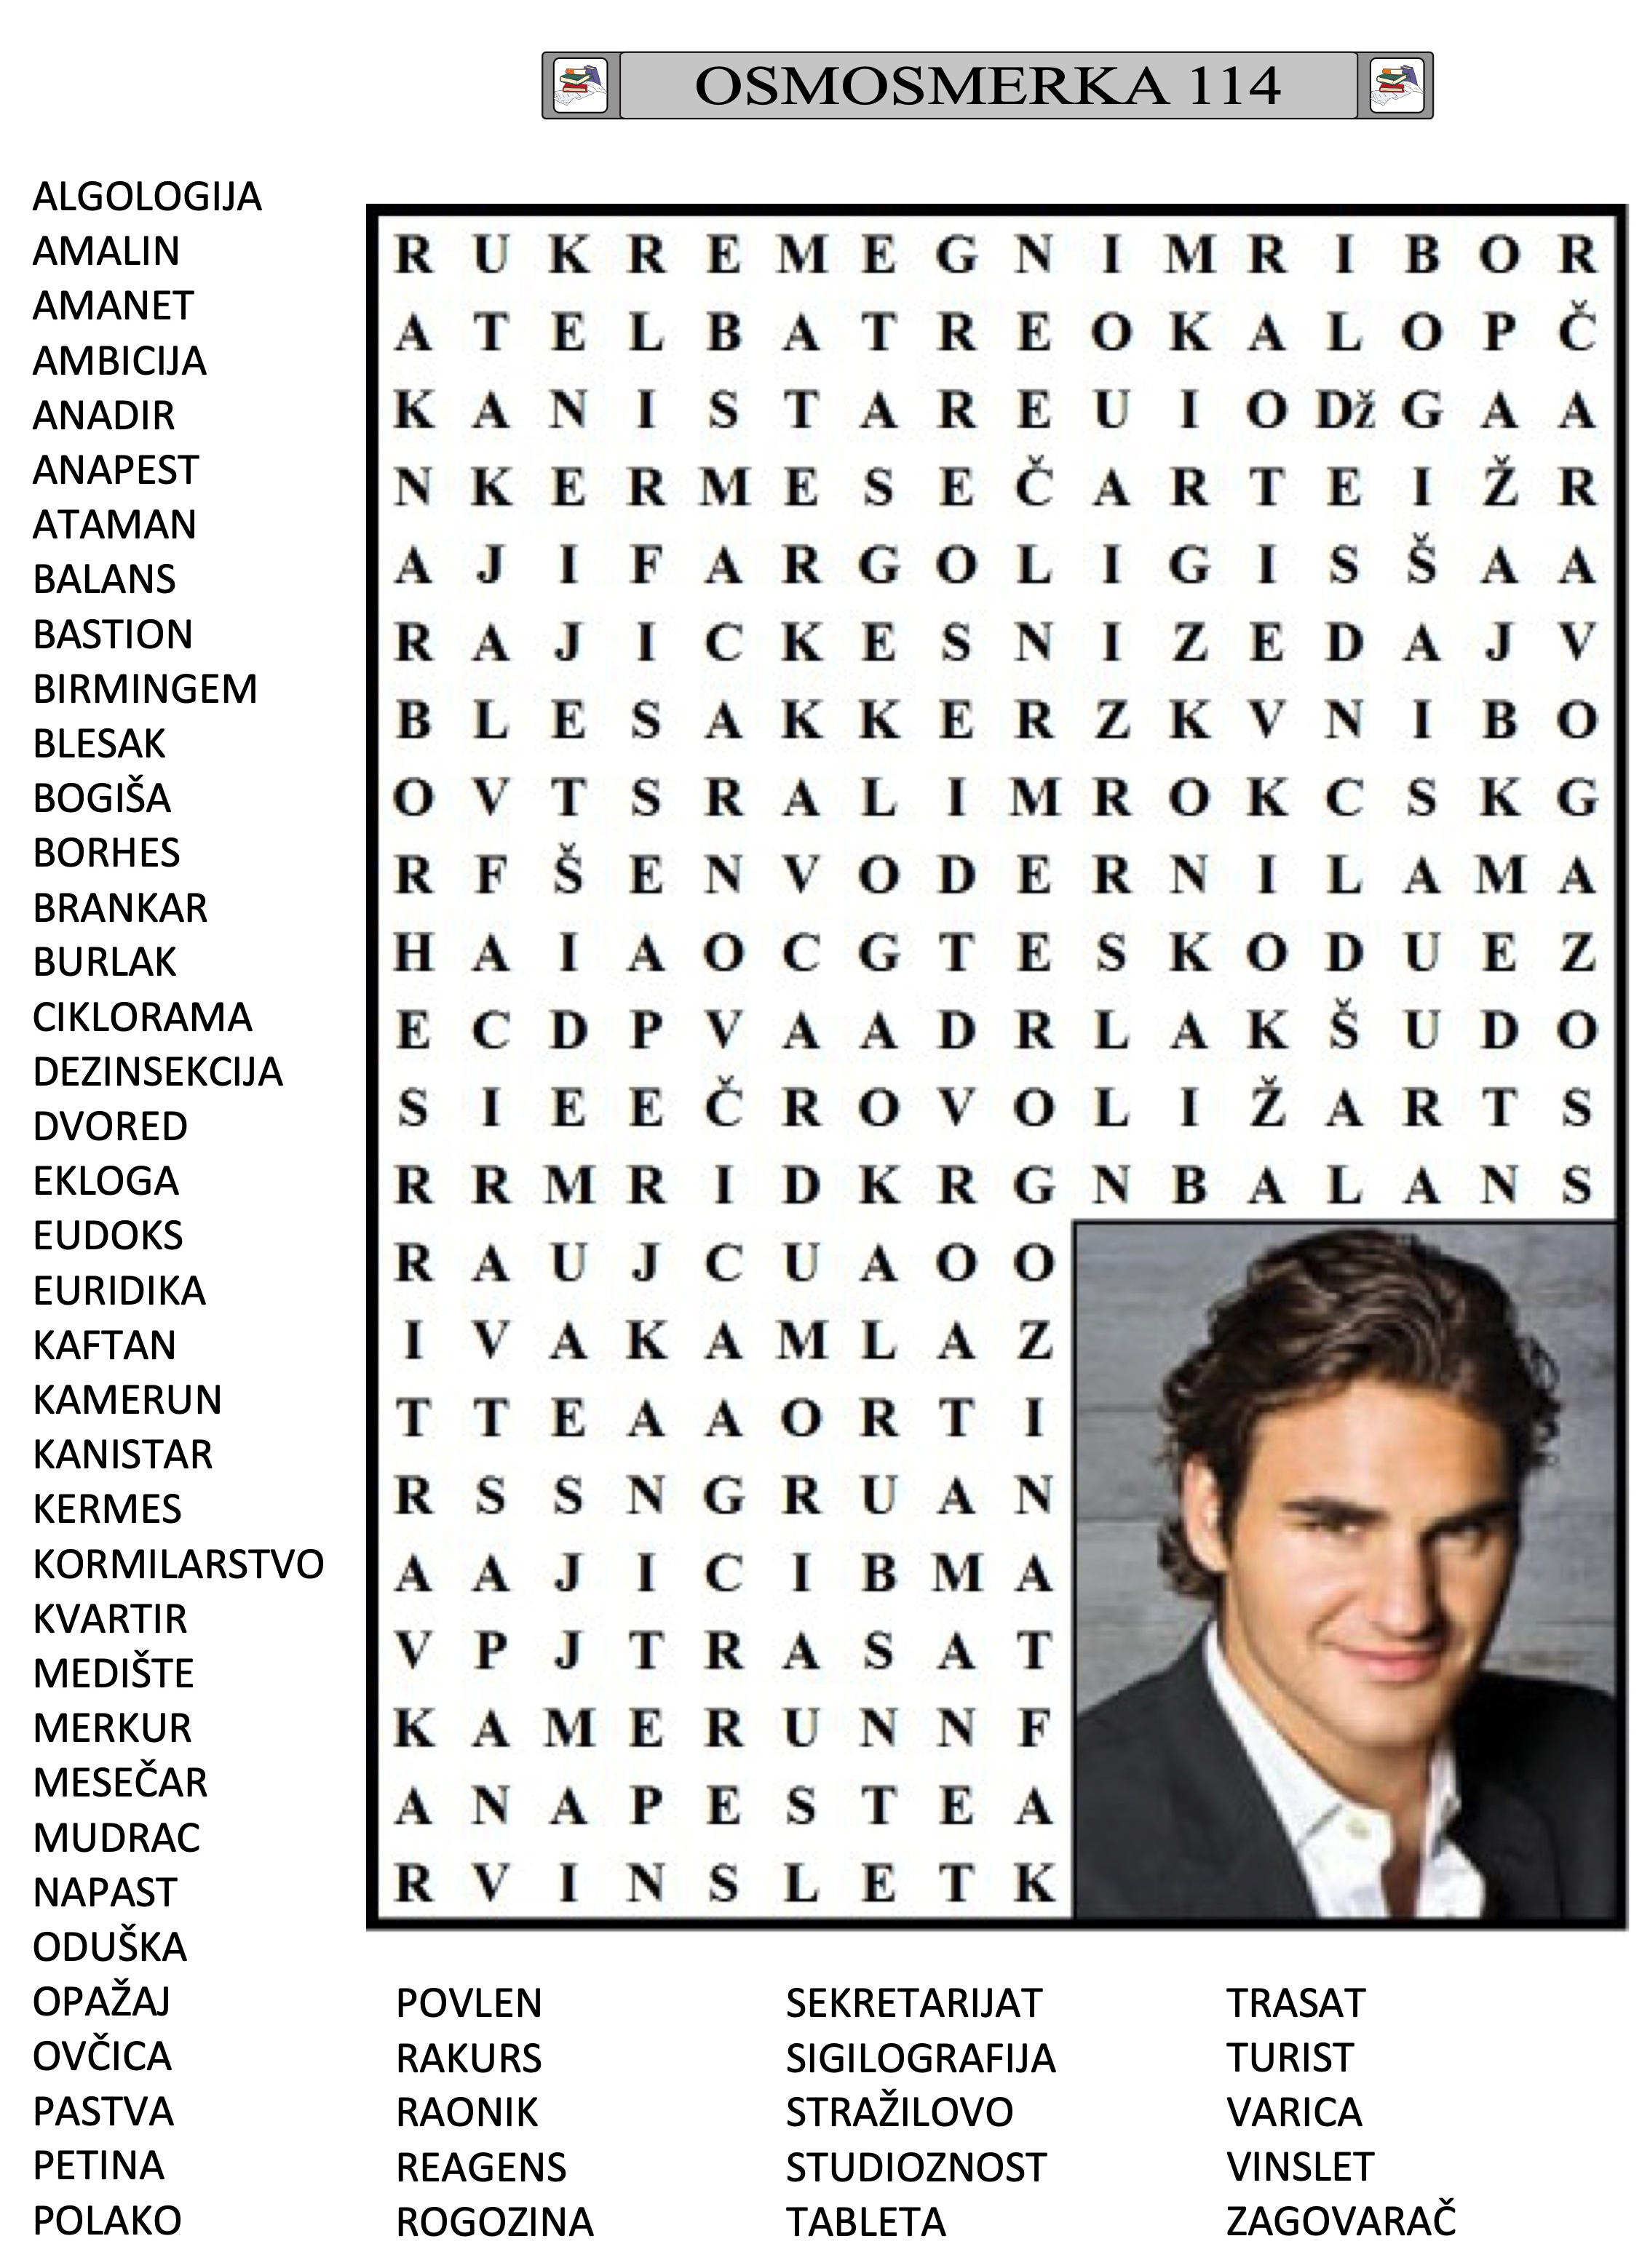 OSMOSMERKA 114
ALGOLOGIJA
AMALIN
AMANET
AMBICIJA
ANADIR
ANAPEST
ATAMAN
BALANS
BASTION
BIRMINGEM
BLESAK
BOGIŠA
BORHES
BRANKAR
BURLAK
CIKLORAMA
DEZINSEKCIJA
DVORED
EKLOGA
EUDOKS
EURIDIKA
KAFTAN
KAMERUN
KANISTAR
KERMES
KORMILARSTVO
KVARTIR
MEDIŠTE
MERKUR
MESEČAR
MUDRAC
NAPAST
ODUŠKA
OPAŽAJ
OVČICA
PASTVA
PETINA
POLAKO
R U K R E M E G N I M R I B O R
A T E L B A T R E O K A L O P Č
K A N I S T A R E U I O Dž G A A
N K E R M E S E Č A R T E I Ž R
A J I F A R G O L I G I S Š A A
R A J I C K E S N I Z E D A J V
B L E S A K K E R Z K V N I B O
O V T S R A L I M R O K C S K G
R F Š E N V O D E R N I L A M A
H A I A O C G T E S K O D U E Z
E C D P V A A D R L A K Š U D O
S I E E Č R O V O L I Ž A R T S
R R M R I D K R G N B A L A N S
R A U J C U A O O
I V A K A M L A Z
T T E A A O R T I
R S S N G R U A N
A A J I C I B M A
V P J T R A S A T
K A M E R U N N F
A N A P E S T E A
R V I N S L E T K
POVLEN
RAKURS
RAONIK
REAGENS
ROGOZINA
SEKRETARIJAT
SIGILOGRAFIJA
STRAŽILOVO
STUDIOZNOST
TABLETA
TRASAT
TURIST
VARICA
VINSLET
ZAGOVARAČ